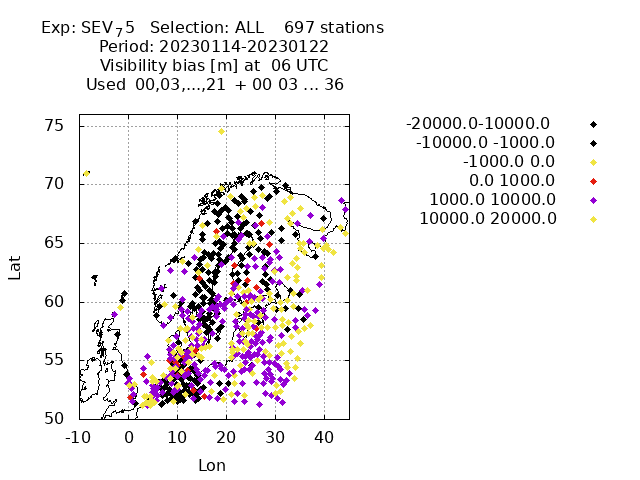 Exp: SEV₇5 Selection: ALL 697 stations
Period: 20230114-20230122
Visibility bias [m] at 06 UTC
Used 00,03,...,21 + 00 03 ... 36
-20000.0-10000.0
-10000.0 -1000.0
-1000.0 0.0
0.0 1000.0
1000.0 10000.0
10000.0 20000.0
75
70
65
60
55
50
Lat
-10 0 10 20 30 40
Lon